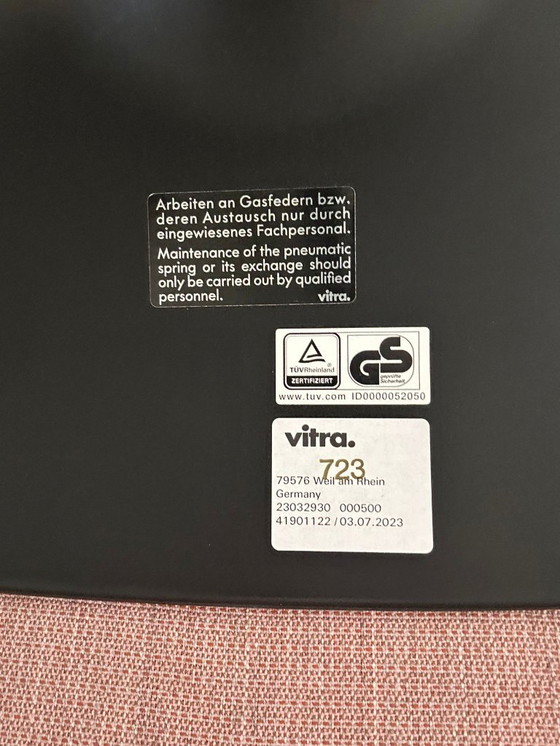 Arbeiten an Gasfedern bzw.
deren Austausch nur durch
eingewiesenes Fachpersonal.
Maintenance of the pneumatic
spring or its exchange should
only be carried out by qualified
personnel. vitra.
TÜVRheinland®
ZERTIFIZIERT
GS
geprüfte
Sicherheit
www.tuv.com ID0000052050
vitra.
723
79576 Weil am Rhein
Germany
23032930 000500
41901122 / 03.07.2023